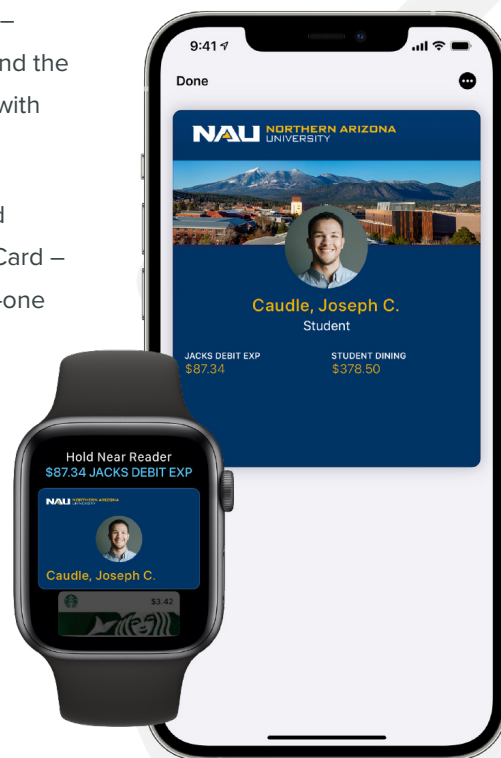 –
nd the
with
d
Card –
-one
9:41
Done
NAU NORTHERN ARIZONA
UNIVERSITY
Caudle, Joseph C.
Student
JACKS DEBIT EXP STUDENT DINING
$87.34 $378.50
Hold Near Reader
$87.34 JACKS DEBIT EXP
NAU NORTHERN ARIZONA
UNIVERSITY
Caudle, Joseph C.
$3.42